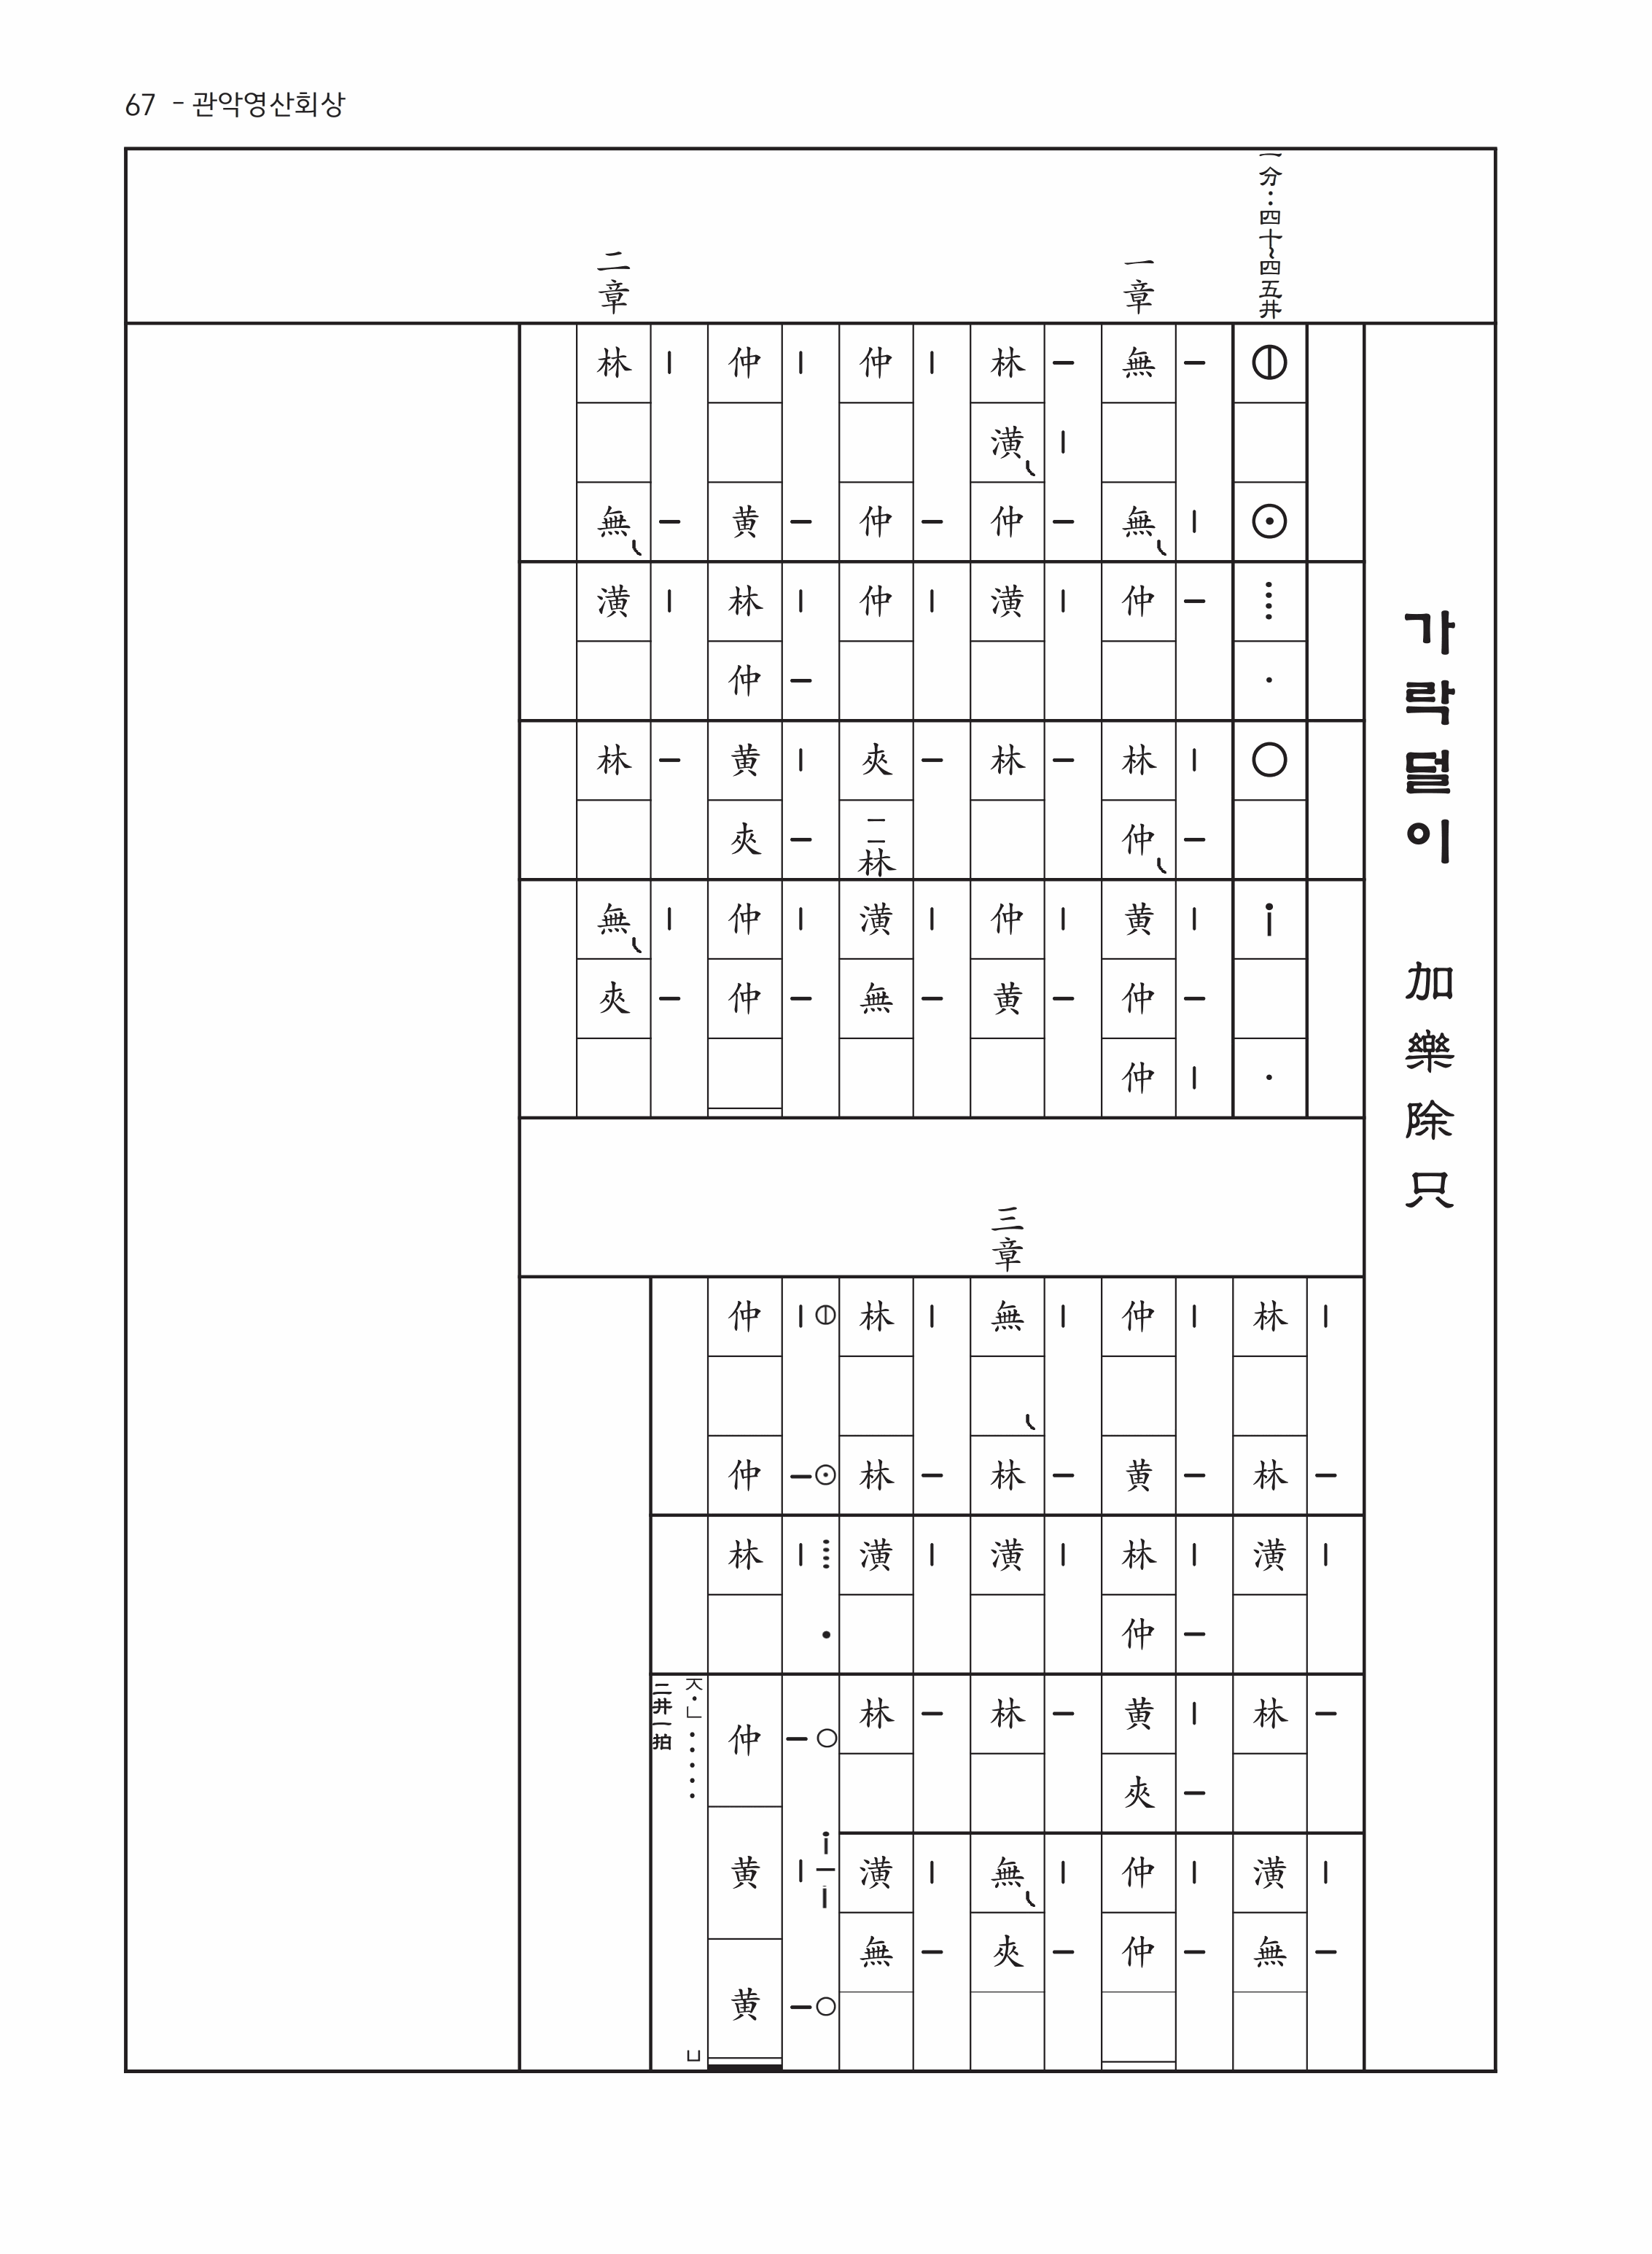 67 - 관악영산회상
가락덜이 加樂除只
一分:四十~四五井
一章
無 無 仲 林 仲 黄 仲 仲
林 潢 仲 潢 林 仲 黄
仲 仲 仲 夾 二 林 潢 無
仲 黄 林 仲 黄 夾 仲 仲
二章
林 無 潢 林 無 夾
林 林 潢 林 潢 無
仲 黄 林 仲 黄 夾 仲 仲
三章
無 林 潢 林 無 夾
林 林 潢 林 潢 無
仲 仲 林 仲 黄 黄
ㅈ·ㄴ·····
三井一拍